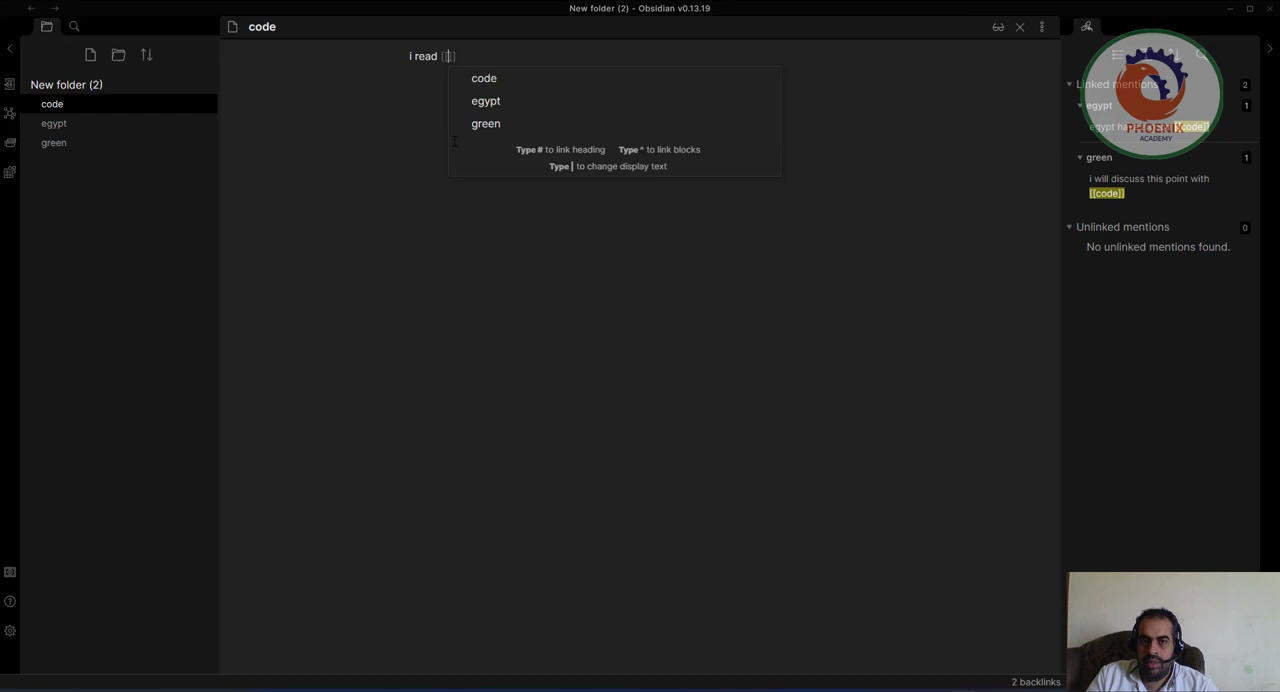 New folder (2) - Obsidian v0.13.19
code
i read [[]]
New folder (2)
code
egypt
green
code
egypt
green
Type # to link heading Type ^ to link blocks
Type | to change display text
Linked mentions 2
egypt 1
egypt [[code]]
PHOENIX
ACADEMY
green 1
i will discuss this point with
[[code]]
Unlinked mentions 0
No unlinked mentions found.
2 backlinks